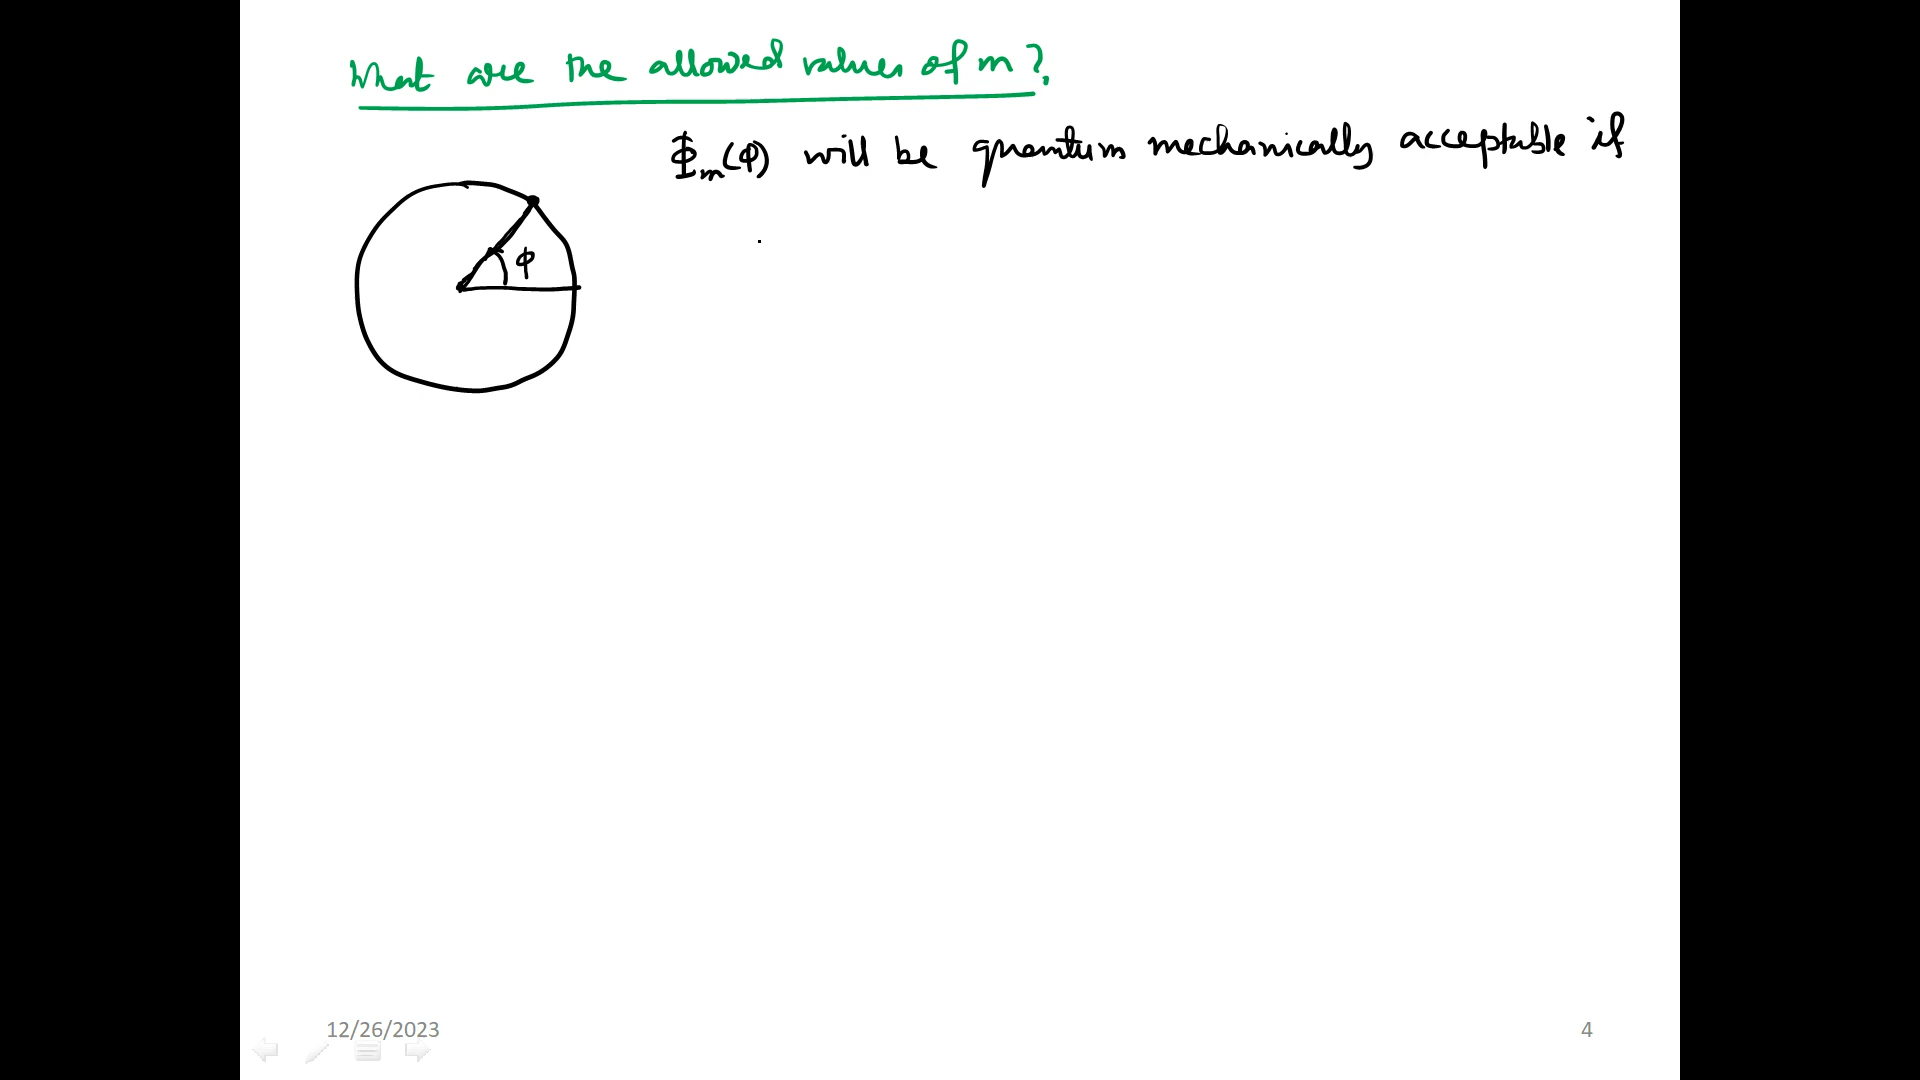 What are the allowed values of m?
Φₘ(ϕ) will be quantum mechanically acceptable if
ϕ
12/26/2023
4